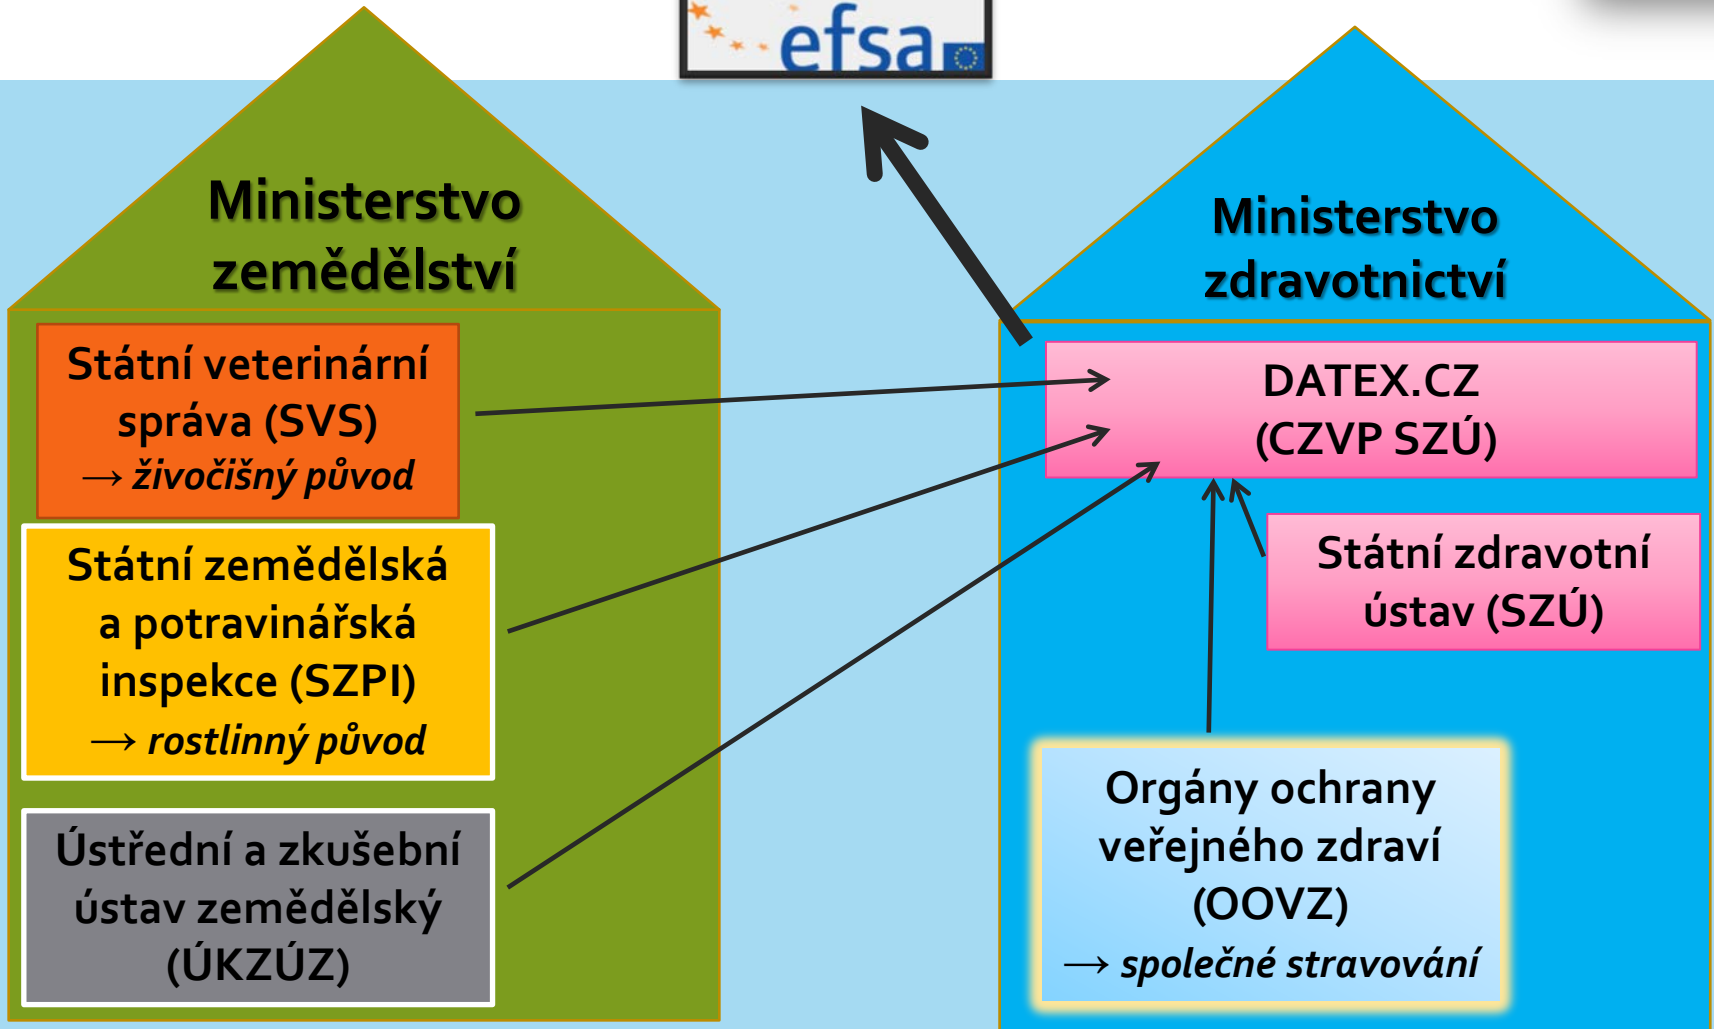 efsa
Ministerstvo
zemědělství
Státní veterinární
správa (SVS)
→ živočišný původ
Státní zemědělská
a potravinářská
inspekce (SZPI)
→ rostlinný původ
Ústřední a zkušební
ústav zemědělský
(ÚKZÚZ)
Ministerstvo
zdravotnictví
DATEX.CZ
(CZVP SZÚ)
Státní zdravotní
ústav (SZÚ)
Orgány ochrany
veřejného zdraví
(OOVZ)
→ společné stravování